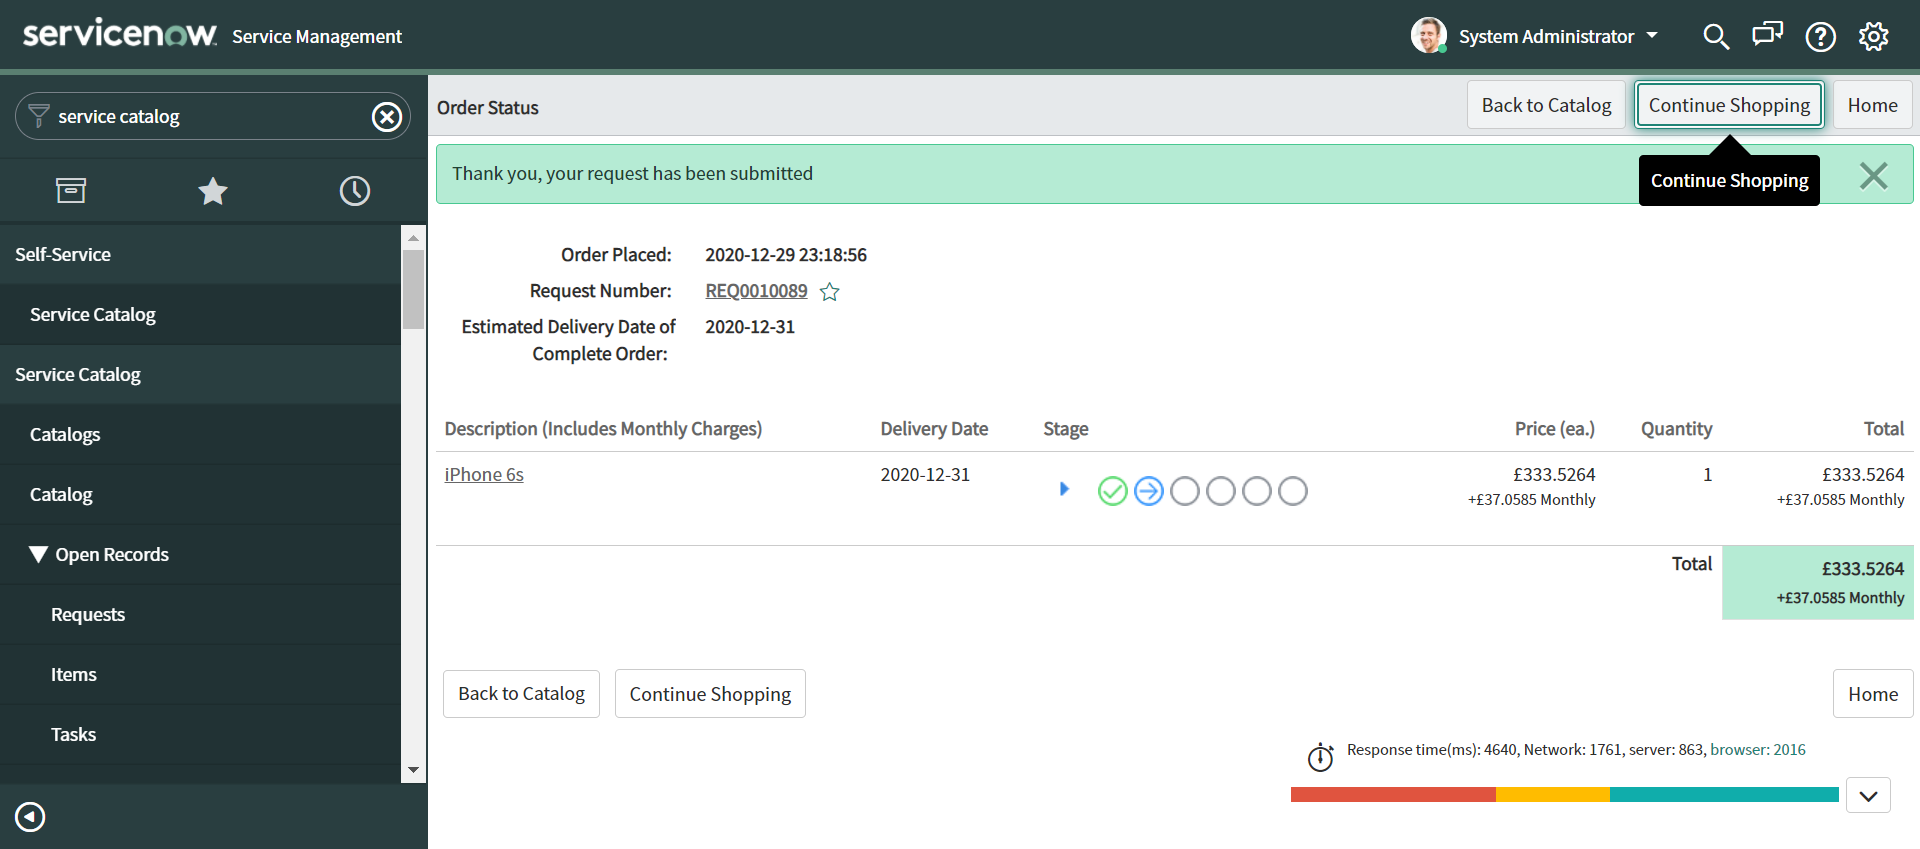 servicenow Service Management
System Administrator
service catalog
Self-Service
Service Catalog
Service Catalog
Catalogs
Catalog
Open Records
Requests
Items
Tasks
Order Status
Back to Catalog
Continue Shopping
Home
Continue Shopping
Thank you, your request has been submitted
Order Placed: 2020-12-29 23:18:56
Request Number: REQ0010089
Estimated Delivery Date of 2020-12-31
Complete Order:
Description (Includes Monthly Charges) Delivery Date Stage Price (ea.) Quantity Total
iPhone 6s 2020-12-31 £333.5264 1 £333.5264
+£37.0585 Monthly +£37.0585 Monthly
Total £333.5264
+£37.0585 Monthly
Back to Catalog
Continue Shopping
Home
Response time(ms): 4640, Network: 1761, server: 863, browser: 2016